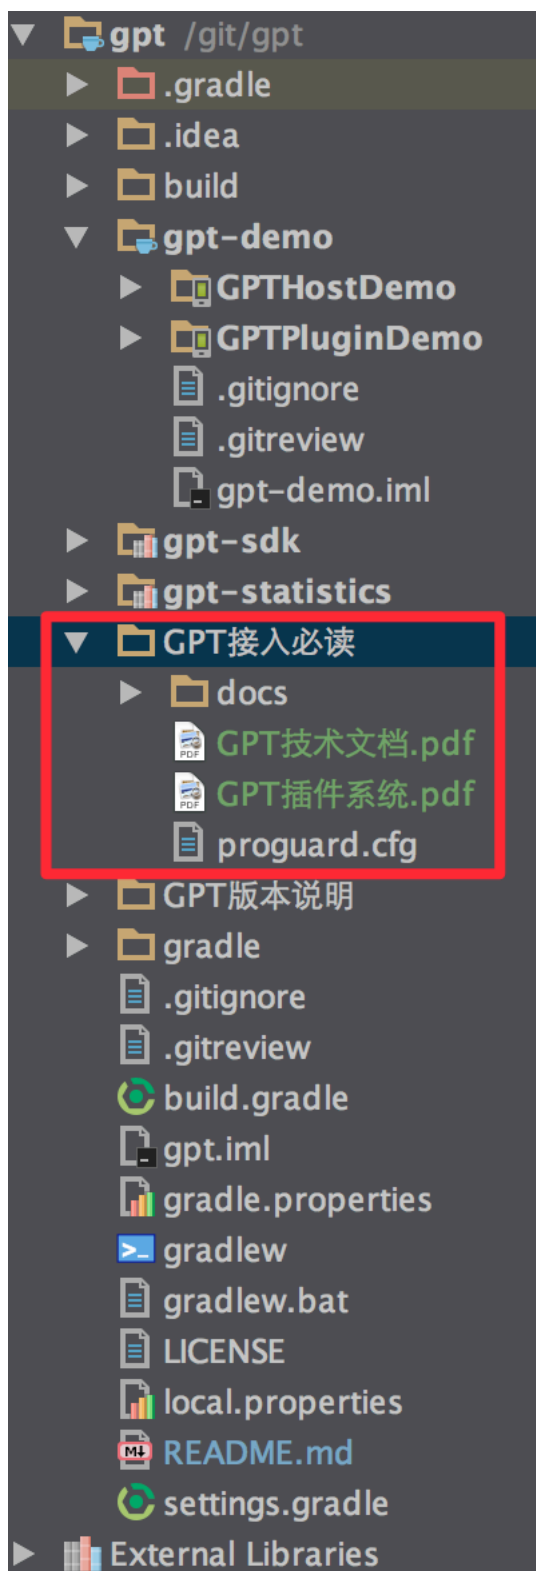 gpt /git/gpt
.gradle
.idea
build
gpt-demo
GPTHostDemo
GPTPluginDemo
.gitignore
.gitreview
gpt-demo.iml
gpt-sdk
gpt-statistics
GPT接入必读
docs
GPT技术文档.pdf
GPT插件系统.pdf
proguard.cfg
GPT版本说明
gradle
.gitignore
.gitreview
build.gradle
gpt.iml
gradle.properties
gradlew
gradlew.bat
LICENSE
local.properties
README.md
settings.gradle
External Libraries